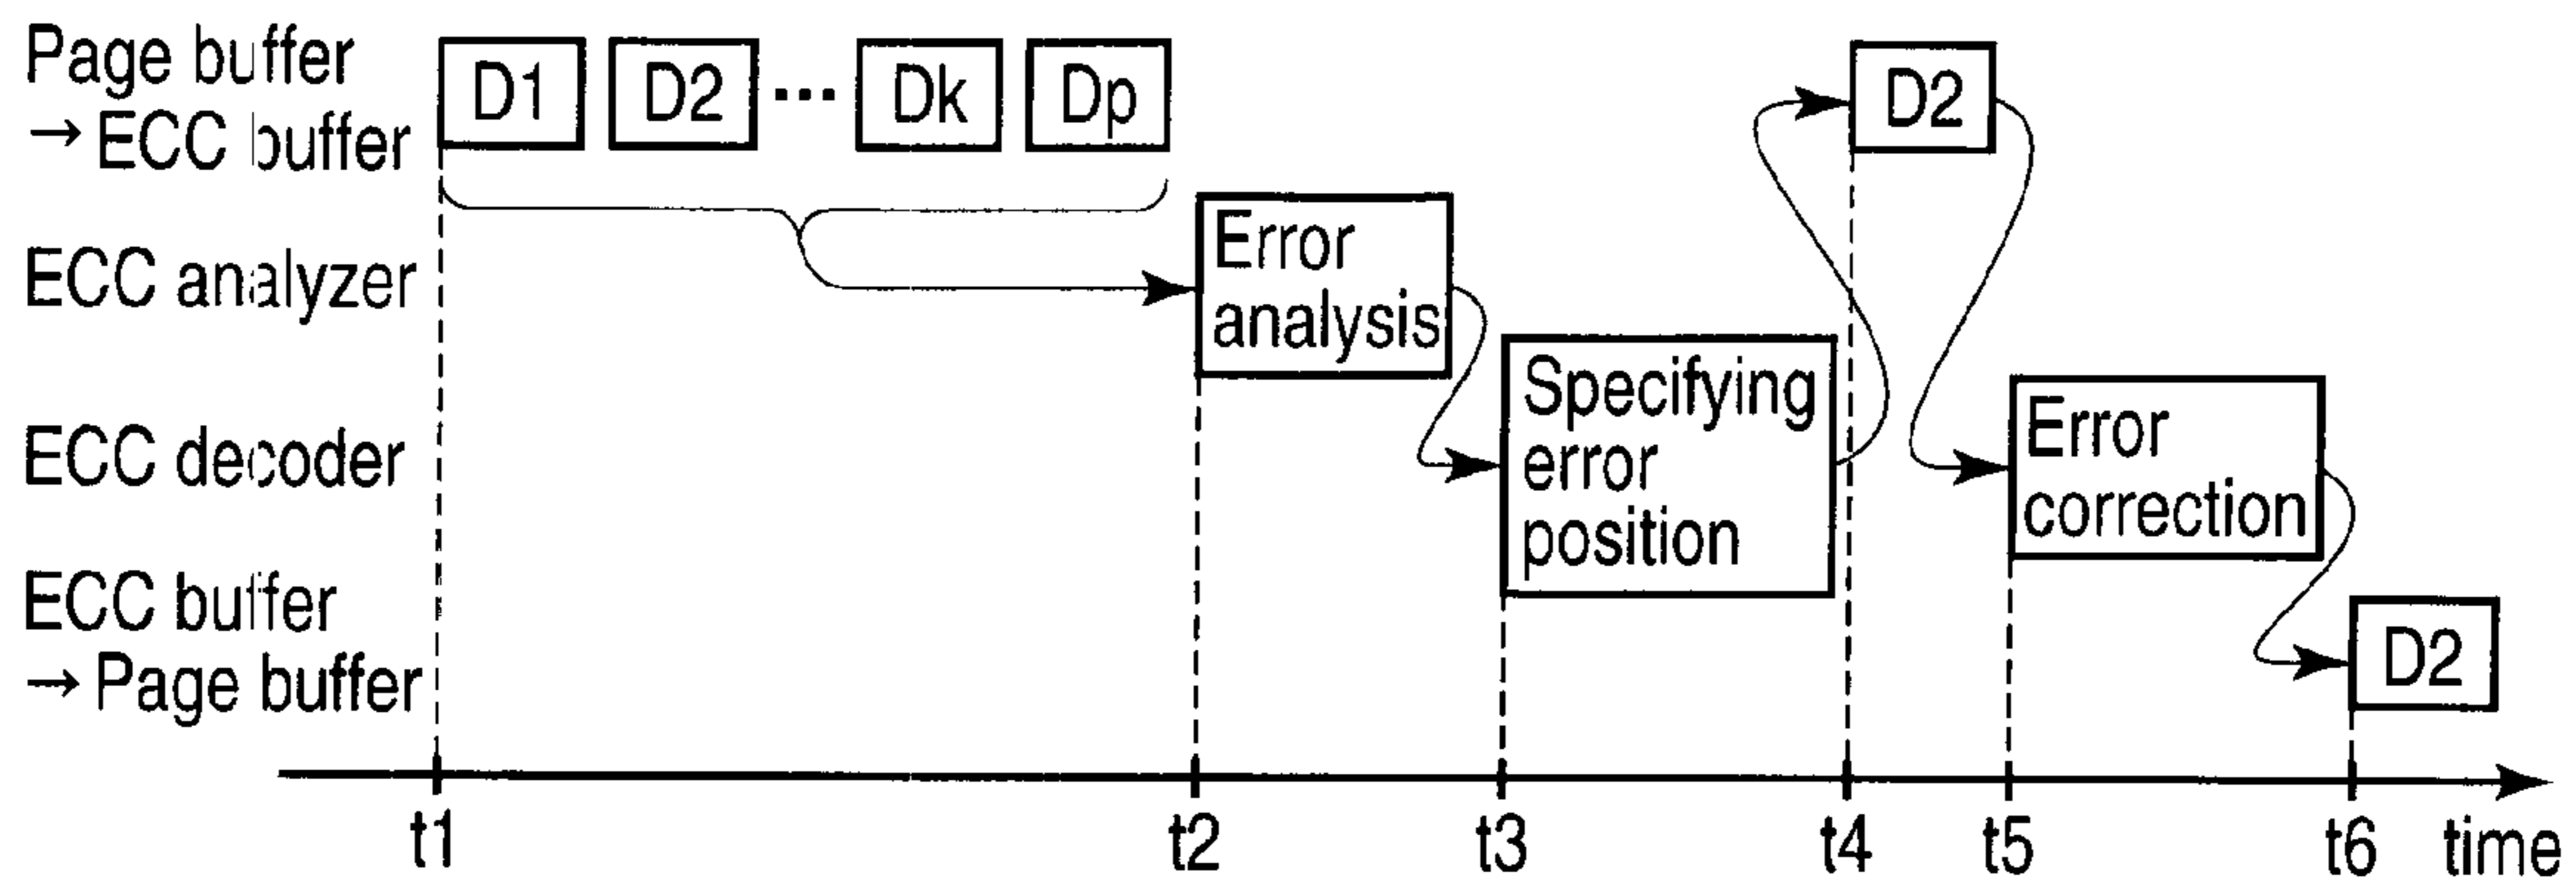 Page buffer
→ ECC buffer
D1 D2 ... Dk Dp
D2
ECC analyzer
Error
analysis
ECC decoder
Specifying
error
position
Error
correction
ECC buffer
→ Page buffer
D2
t1 t2 t3 t4 t5 t6 time